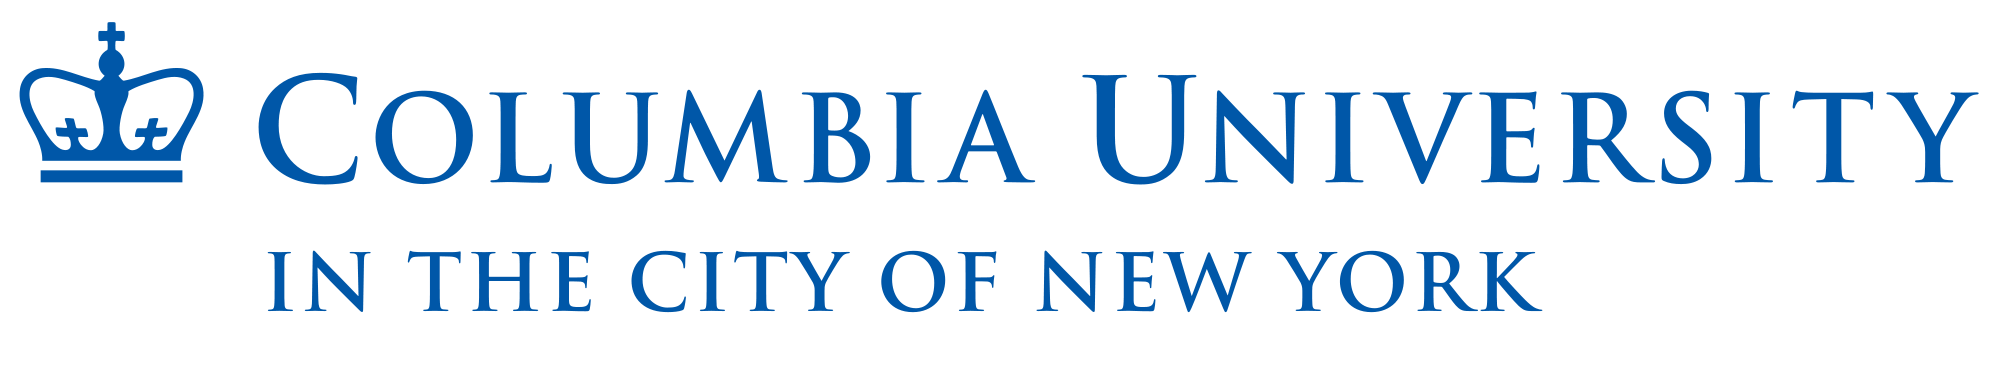 COLUMBIA UNIVERSITY
IN THE CITY OF NEW YORK